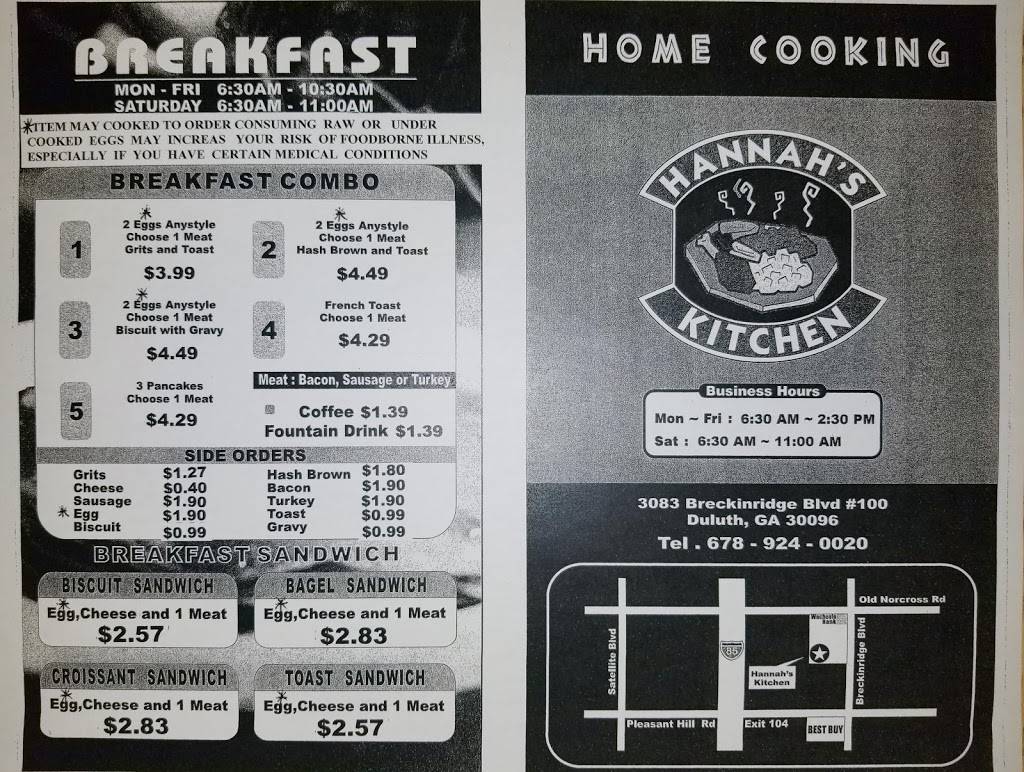 BREAKFAST
MON - FRI 6:30AM - 10:30AM
SATURDAY 6:30AM - 11:00AM
*ITEM MAY COOKED TO ORDER CONSUMING RAW OR UNDER
COOKED EGGS MAY INCREAS YOUR RISK OF FOODBORNE ILLNESS,
ESPECIALLY IF YOU HAVE CERTAIN MEDICAL CONDITIONS
BREAKFAST COMBO
1
*
2 Eggs Anystyle
Choose 1 Meat
Grits and Toast
$3.99
2
*
2 Eggs Anystyle
Choose 1 Meat
Hash Brown and Toast
$4.49
3
*
2 Eggs Anystyle
Choose 1 Meat
Biscuit with Gravy
$4.49
4
French Toast
Choose 1 Meat
$4.29
5
3 Pancakes
Choose 1 Meat
$4.29
Meat : Bacon, Sausage or Turkey
Coffee $1.39
Fountain Drink $1.39
SIDE ORDERS
Grits $1.27
Cheese $0.40
Sausage $1.90
* Egg $1.90
Biscuit $0.99
Hash Brown $1.80
Bacon $1.90
Turkey $1.90
Toast $0.99
Gravy $0.99
BREAKFAST SANDWICH
BISCUIT SANDWICH
*
Egg,Cheese and 1 Meat
$2.57
BAGEL SANDWICH
*
Egg,Cheese and 1 Meat
$2.83
CROISSANT SANDWICH
*
Egg,Cheese and 1 Meat
$2.83
TOAST SANDWICH
*
Egg,Cheese and 1 Meat
$2.57
HOME COOKING
HANNAH'S
KITCHEN
Business Hours
Mon ~ Fri : 6:30 AM ~ 2:30 PM
Sat : 6:30 AM ~ 11:00 AM
3083 Breckinridge Blvd #100
Duluth, GA 30096
Tel . 678 - 924 - 0020
Old Norcross Rd
Satellite Blvd
85
Bank
Hannah's
Kitchen
Breckinridge Blvd
Pleasant Hill Rd
Exit 104
BEST BUY